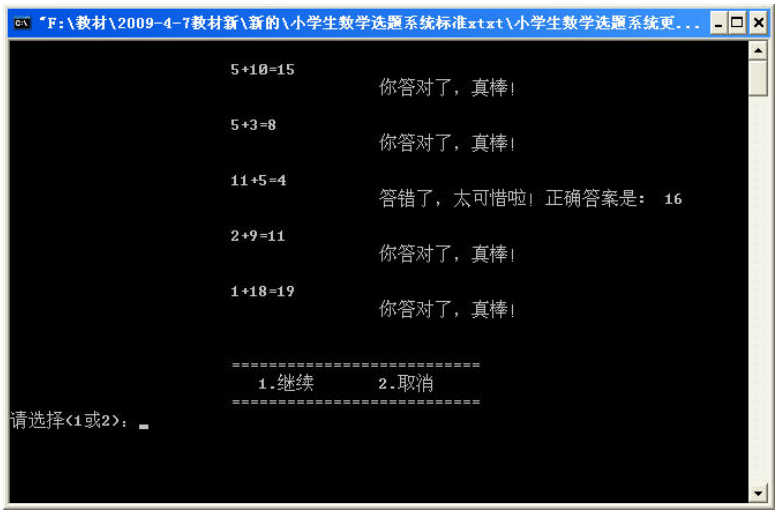 "F:\教材\2009-4-7教材新\新的\小学生数学选题系统标准xtxt\小学生数学选题系统更...
5+10=15
你答对了，真棒！
5+3=8
你答对了，真棒！
11+5=4
答错了，太可惜啦！正确答案是： 16
2+9=11
你答对了，真棒！
1+18=19
你答对了，真棒！
===========================
1.继续 2.取消
===========================
请选择<1或2>：_